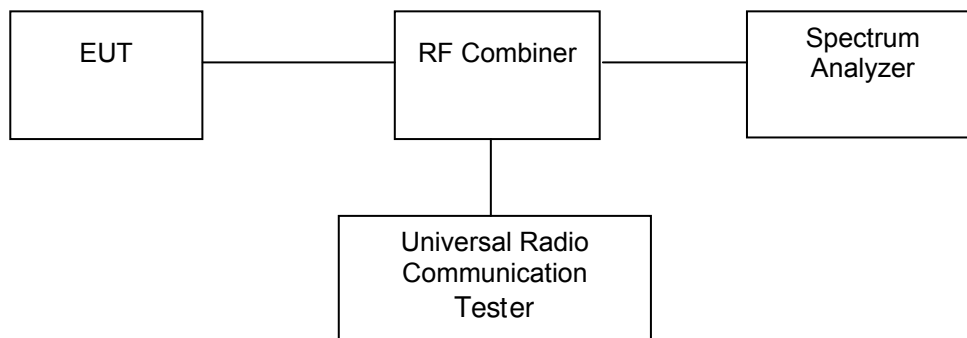 EUT
RF Combiner
Spectrum
Analyzer
Universal Radio
Communication
Tester